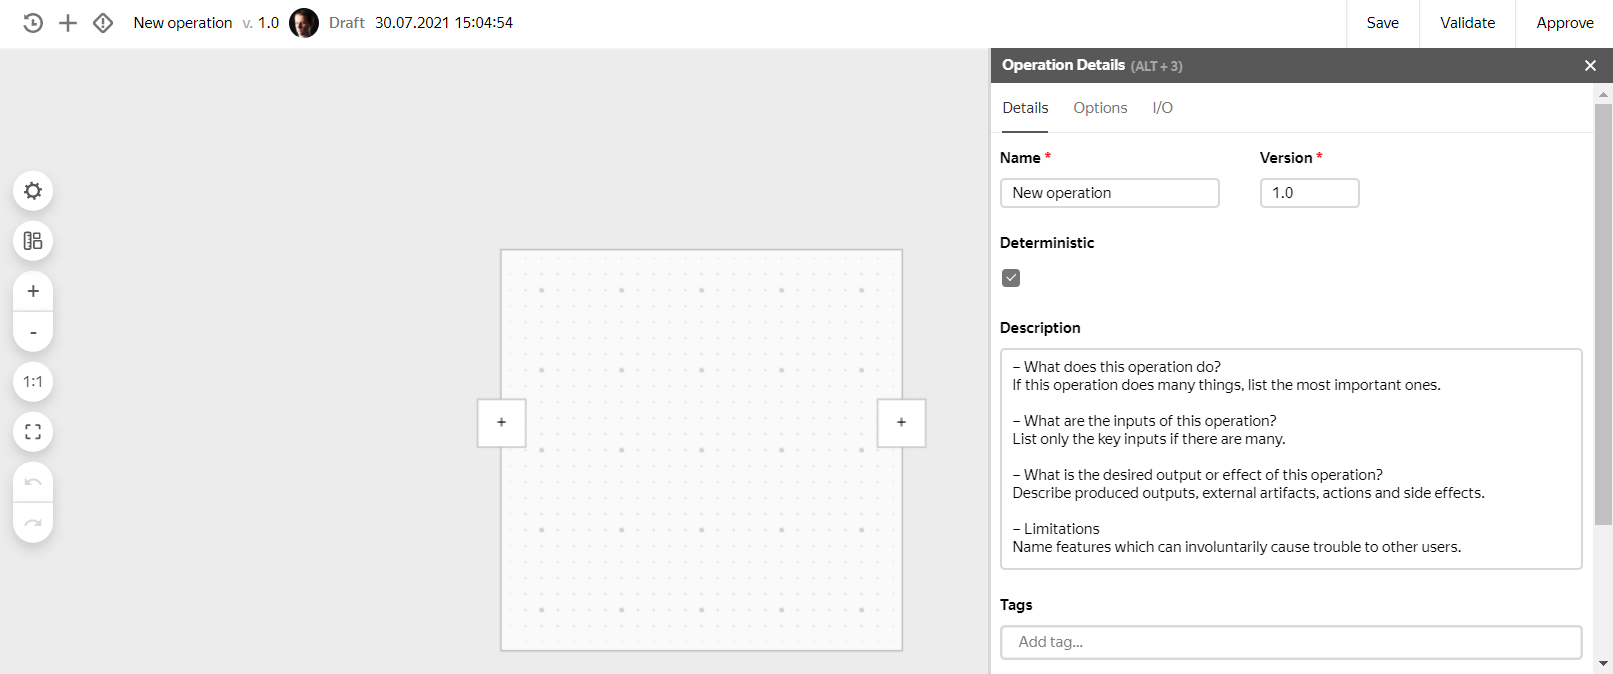 New operation v. 1.0 Draft 30.07.2021 15:04:54 Save Validate Approve
Operation Details (ALT + 3)
Details Options I/O
Name * Version *
New operation 1.0
Deterministic
Description
– What does this operation do?
If this operation does many things, list the most important ones.
– What are the inputs of this operation?
List only the key inputs if there are many.
– What is the desired output or effect of this operation?
Describe produced outputs, external artifacts, actions and side effects.
– Limitations
Name features which can involuntarily cause trouble to other users.
Tags
Add tag...
+
-
1:1
+ +